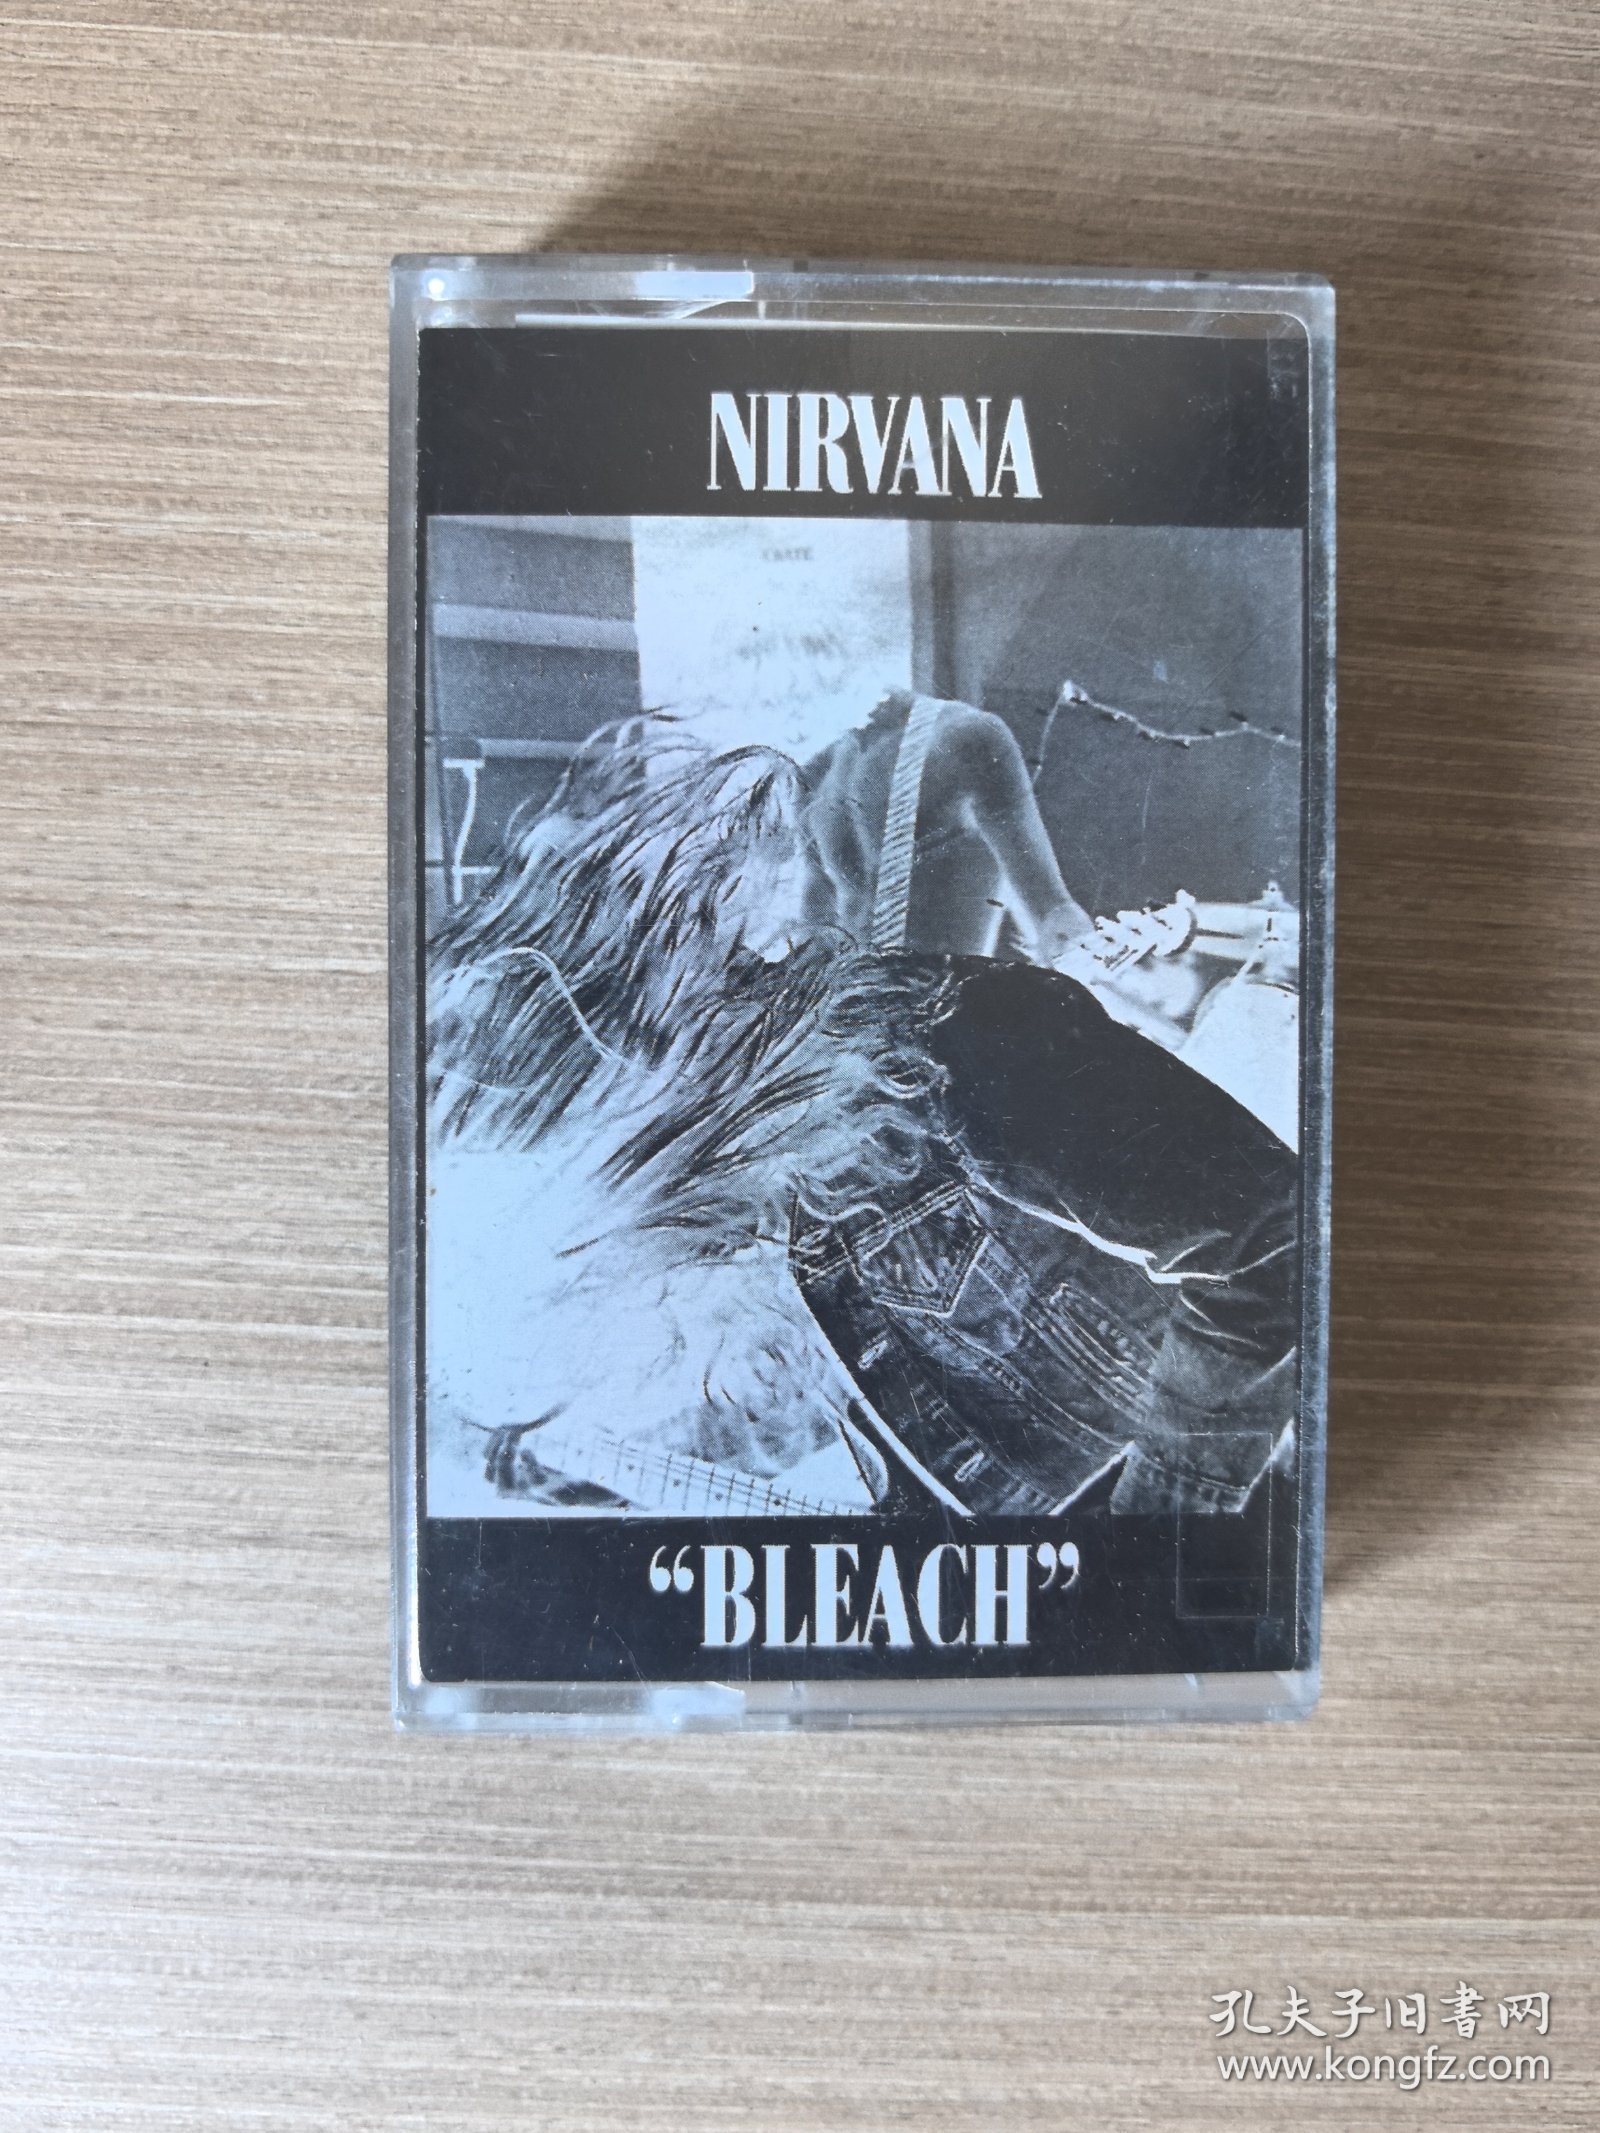 NIRVANA
“BLEACH”
孔夫子旧书网
www.kongfz.com